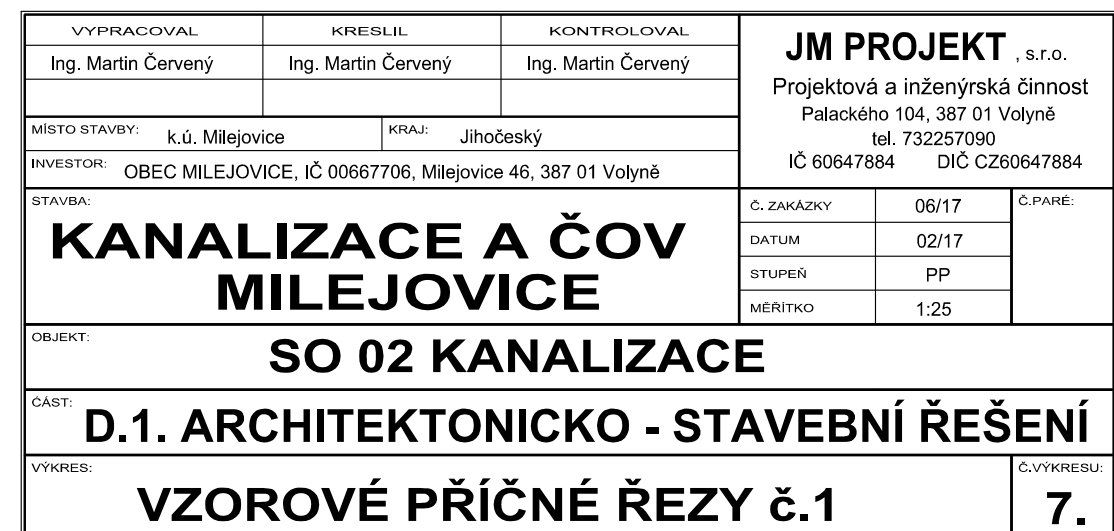 VYPRACOVAL KRESLIL KONTROLOVAL
Ing. Martin Červený Ing. Martin Červený Ing. Martin Červený
MÍSTO STAVBY: k.ú. Milejovice KRAJ: Jihočeský
INVESTOR: OBEC MILEJOVICE, IČ 00667706, Milejovice 46, 387 01 Volyně
JM PROJEKT , s.r.o.
Projektová a inženýrská činnost
Palackého 104, 387 01 Volyně
tel. 732257090
IČ 60647884 DIČ CZ60647884
STAVBA:
KANALIZACE A ČOV
MILEJOVICE
Č. ZAKÁZKY 06/17
DATUM 02/17
STUPEŇ PP
MĚŘÍTKO 1:25
Č.PARÉ:
OBJEKT:
SO 02 KANALIZACE
ČÁST:
D.1. ARCHITEKTONICKO - STAVEBNÍ ŘEŠENÍ
VÝKRES:
VZOROVÉ PŘÍČNÉ ŘEZY č.1
Č.VÝKRESU:
7.